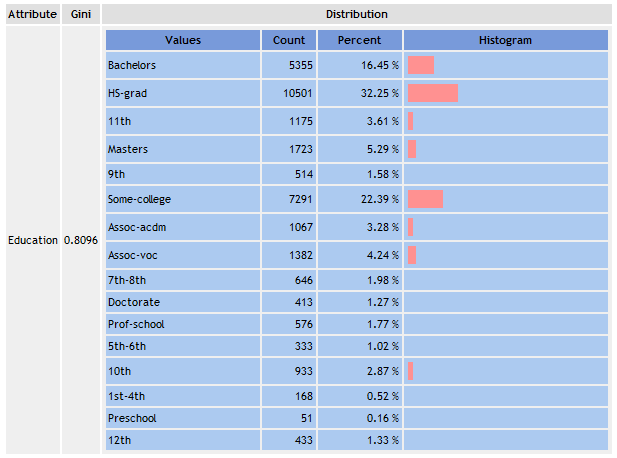 Attribute Gini Distribution
Values Count Percent Histogram
Bachelors 5355 16.45 %
HS-grad 10501 32.25 %
11th 1175 3.61 %
Masters 1723 5.29 %
9th 514 1.58 %
Some-college 7291 22.39 %
Assoc-acdm 1067 3.28 %
Education 0.8096
Assoc-voc 1382 4.24 %
7th-8th 646 1.98 %
Doctorate 413 1.27 %
Prof-school 576 1.77 %
5th-6th 333 1.02 %
10th 933 2.87 %
1st-4th 168 0.52 %
Preschool 51 0.16 %
12th 433 1.33 %